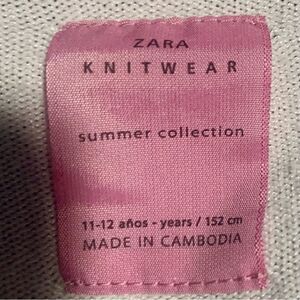 ZARA
KNITWEAR
summer collection
11-12 años - years / 152 cm
MADE IN CAMBODIA